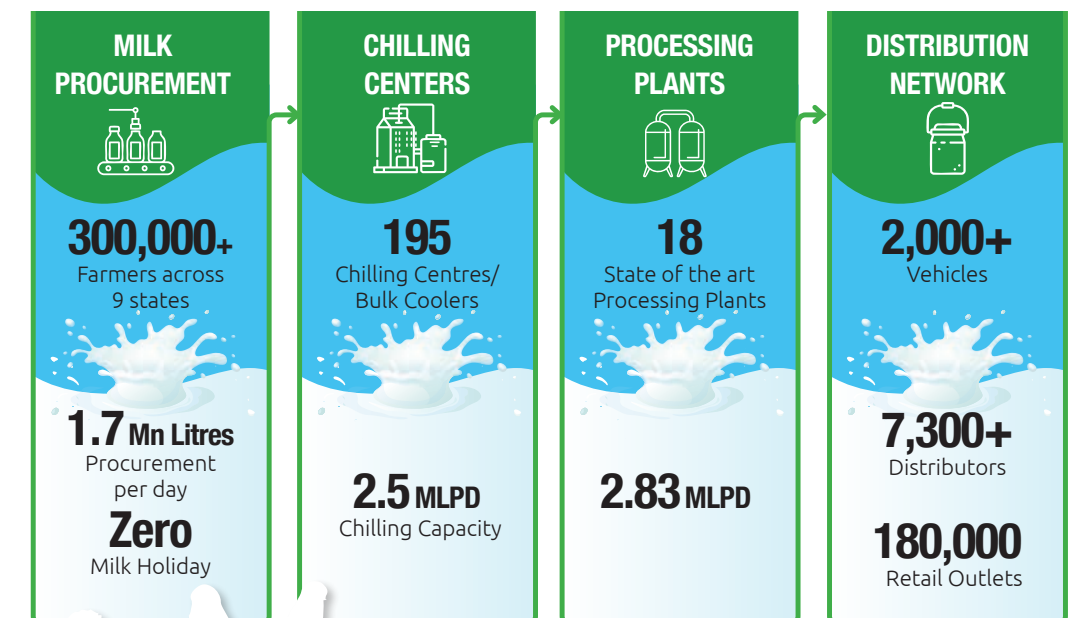 MILK
PROCUREMENT
300,000+
Farmers across
9 states
1.7 Mn Litres
Procurement
per day
Zero
Milk Holiday
CHILLING
CENTERS
195
Chilling Centres/
Bulk Coolers
2.5 MLPD
Chilling Capacity
PROCESSING
PLANTS
18
State of the art
Processing Plants
2.83 MLPD
DISTRIBUTION
NETWORK
2,000+
Vehicles
7,300+
Distributors
180,000
Retail Outlets